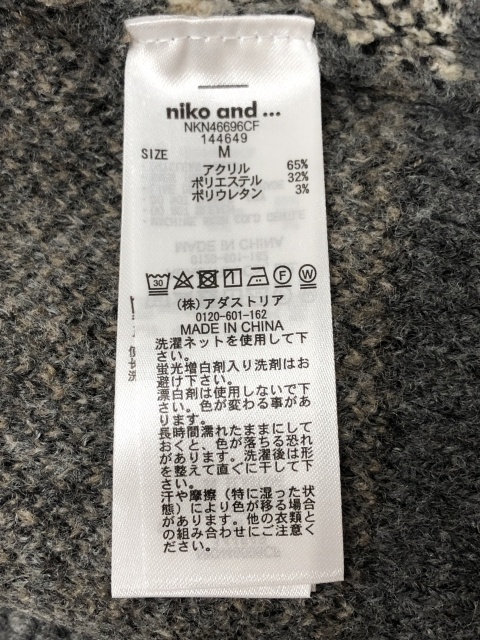 niko and ...
NKN46696CF
144649
SIZE M
アクリル 65%
ポリエステル 32%
ポリウレタン 3%
30
(株)アダストリア
0120-601-162
MADE IN CHINA
洗濯ネットを使用して下
さい。
蛍光増白剤入り洗剤はお
避け下さい。
漂白剤は使用しないで下
さい。色が変わる事があ
ります。
長時間濡れたままにして
おくと、色が落ちる恐れ
があります。洗濯後は形
を整えて直ぐに干して下
さい。
汗や摩擦(特に湿った状
態)により色が移る場合
があります。他の衣類と
の組み合わせにご注意く
ださい。